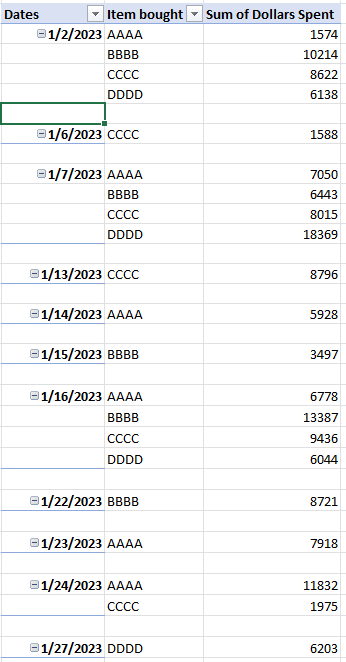 Dates Item bought Sum of Dollars Spent
1/2/2023 AAAA 1574
BBBB 10214
CCCC 8622
DDDD 6138
1/6/2023 CCCC 1588
1/7/2023 AAAA 7050
BBBB 6443
CCCC 8015
DDDD 18369
1/13/2023 CCCC 8796
1/14/2023 AAAA 5928
1/15/2023 BBBB 3497
1/16/2023 AAAA 6778
BBBB 13387
CCCC 9436
DDDD 6044
1/22/2023 BBBB 8721
1/23/2023 AAAA 7918
1/24/2023 AAAA 11832
CCCC 1975
1/27/2023 DDDD 6203